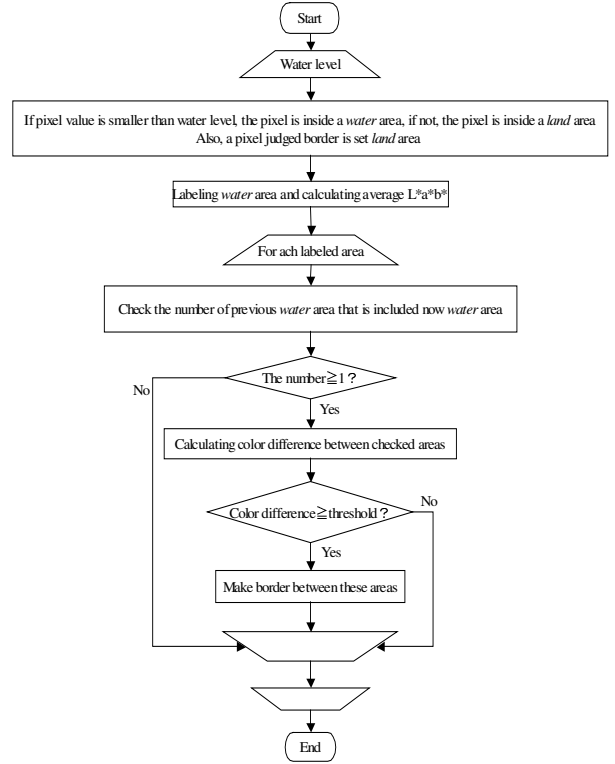 Start
Water level
If pixel value is smaller than water level, the pixel is inside a water area, if not, the pixel is inside a land area
Also, a pixel judged border is set land area
Labeling water area and calculating average L*a*b*
For ach labeled area
Check the number of previous water area that is included now water area
The number≧1?
No
Yes
Calculating color difference between checked areas
Color difference≧threshold?
No
Yes
Make border between these areas
End